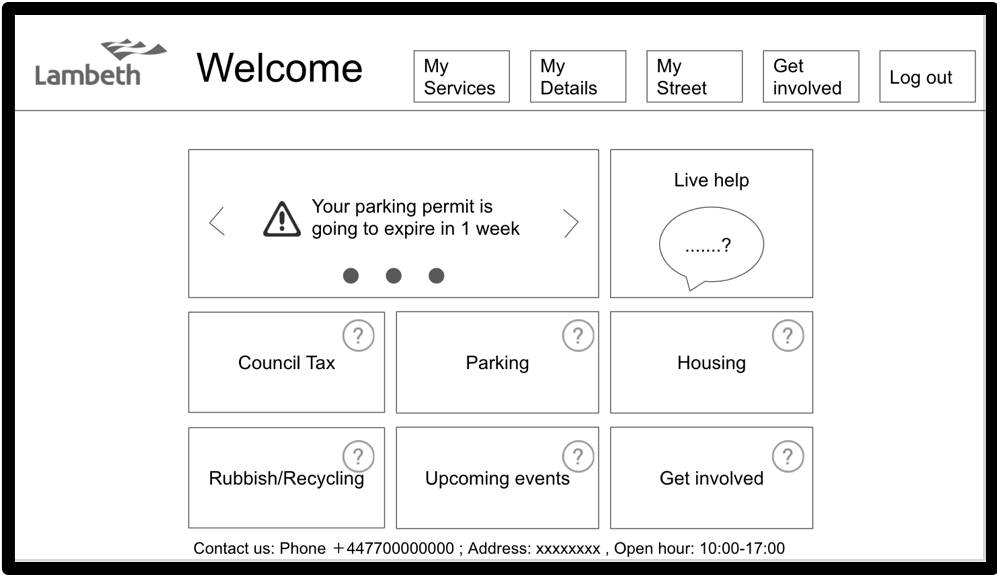 Lambeth
Welcome
My
Services
My
Details
My
Street
Get
involved
Log out
Your parking permit is
going to expire in 1 week
Live help
.......?
?
Council Tax
?
Parking
?
Housing
?
Rubbish/Recycling
?
Upcoming events
?
Get involved
Contact us: Phone +447700000000 ; Address: xxxxxxxx , Open hour: 10:00-17:00